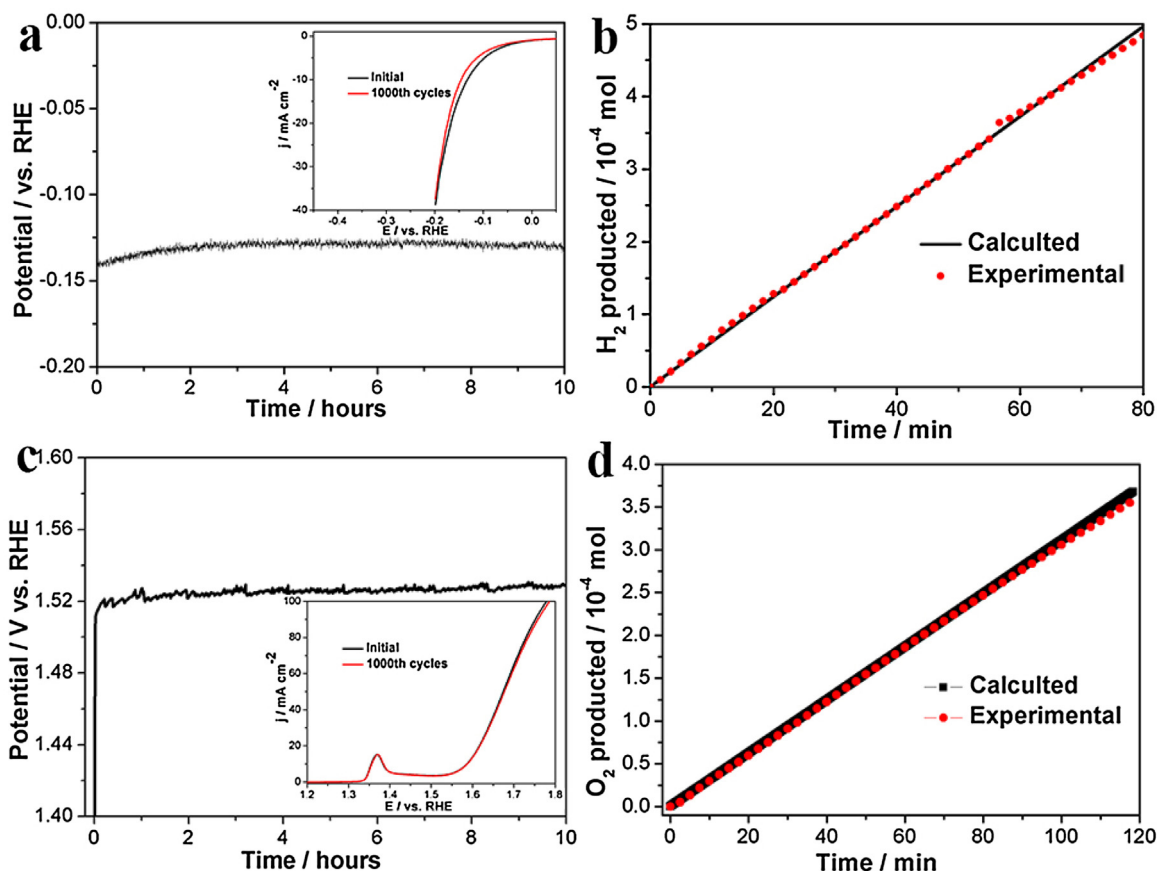 a
0.00
-0.05
-0.10
-0.15
-0.20
Potential / vs. RHE
0 2 4 6 8 10
Time / hours
0
-10
-20
-30
-40
j / mA cm-2
Initial
1000th cycles
-0.4 -0.3 -0.2 -0.1 0.0
E / vs. RHE
b
5
4
3
2
1
0
H2 producted / 10-4 mol
Calculted
Experimental
0 20 40 60 80
Time / min
c
1.60
1.56
1.52
1.48
1.44
1.40
Potential / V vs. RHE
0 2 4 6 8 10
Time / hours
100
80
60
40
20
0
j / mA cm-2
Initial
1000th cycles
1.2 1.3 1.4 1.5 1.6 1.7 1.8
E / vs. RHE
d
4.0
3.5
3.0
2.5
2.0
1.5
1.0
0.5
0.0
O2 producted / 10-4 mol
Calculted
Experimental
0 20 40 60 80 100 120
Time / min